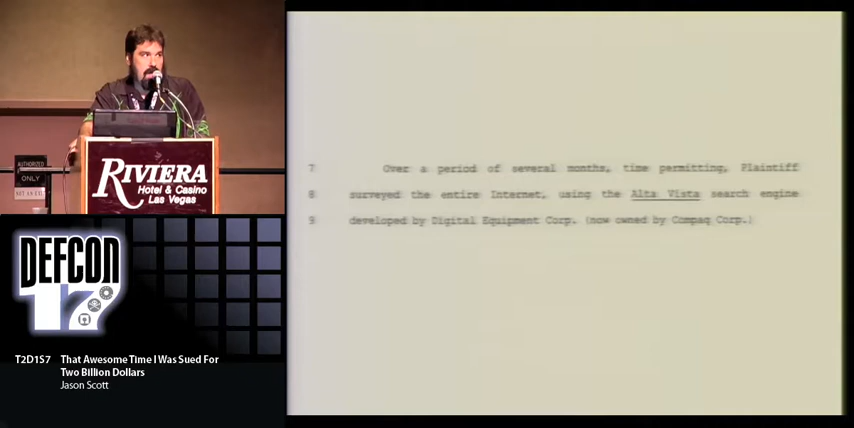 AUTHORIZED
ONLY
RIVIERA
Hotel & Casino
Las Vegas
DEFCON
17
T2D1S7 That Awesome Time I Was Sued For
Two Billion Dollars
Jason Scott
7 Over a period of several months, time permitting, Plaintiff
8 surveyed the entire Internet, using the Alta Vista search engine
9 developed by Digital Equipment Corp. (now owned by Compaq Corp.)